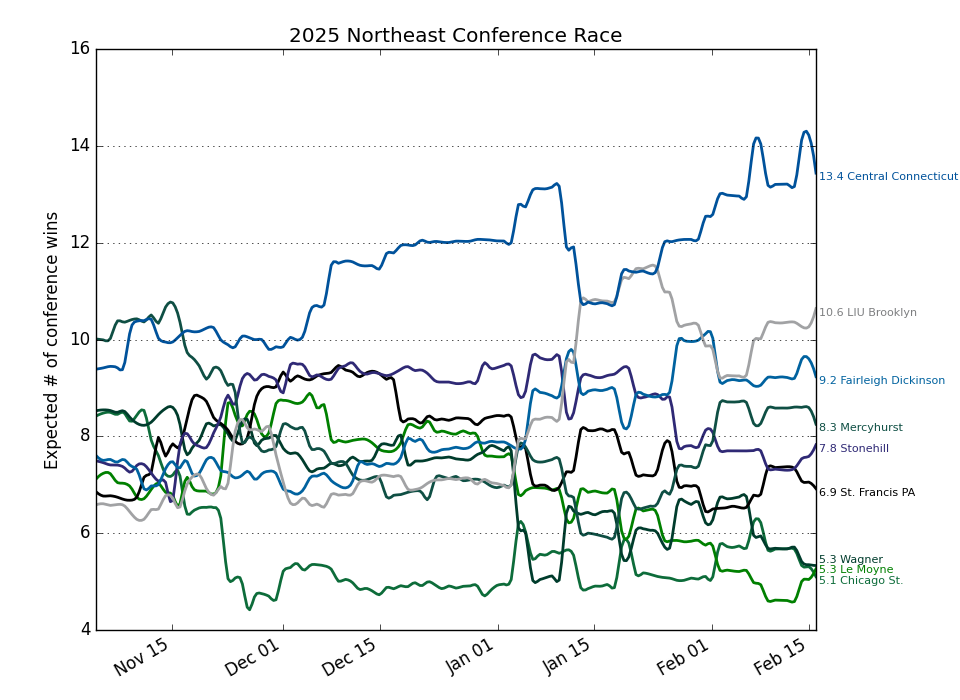 2025 Northeast Conference Race
Expected # of conference wins
16
14
12
10
8
6
4
Nov 15
Dec 01
Dec 15
Jan 01
Jan 15
Feb 01
Feb 15
13.4 Central Connecticut
10.6 LIU Brooklyn
9.2 Fairleigh Dickinson
8.3 Mercyhurst
7.8 Stonehill
6.9 St. Francis PA
5.3 Wagner
5.3 Le Moyne
5.1 Chicago St.